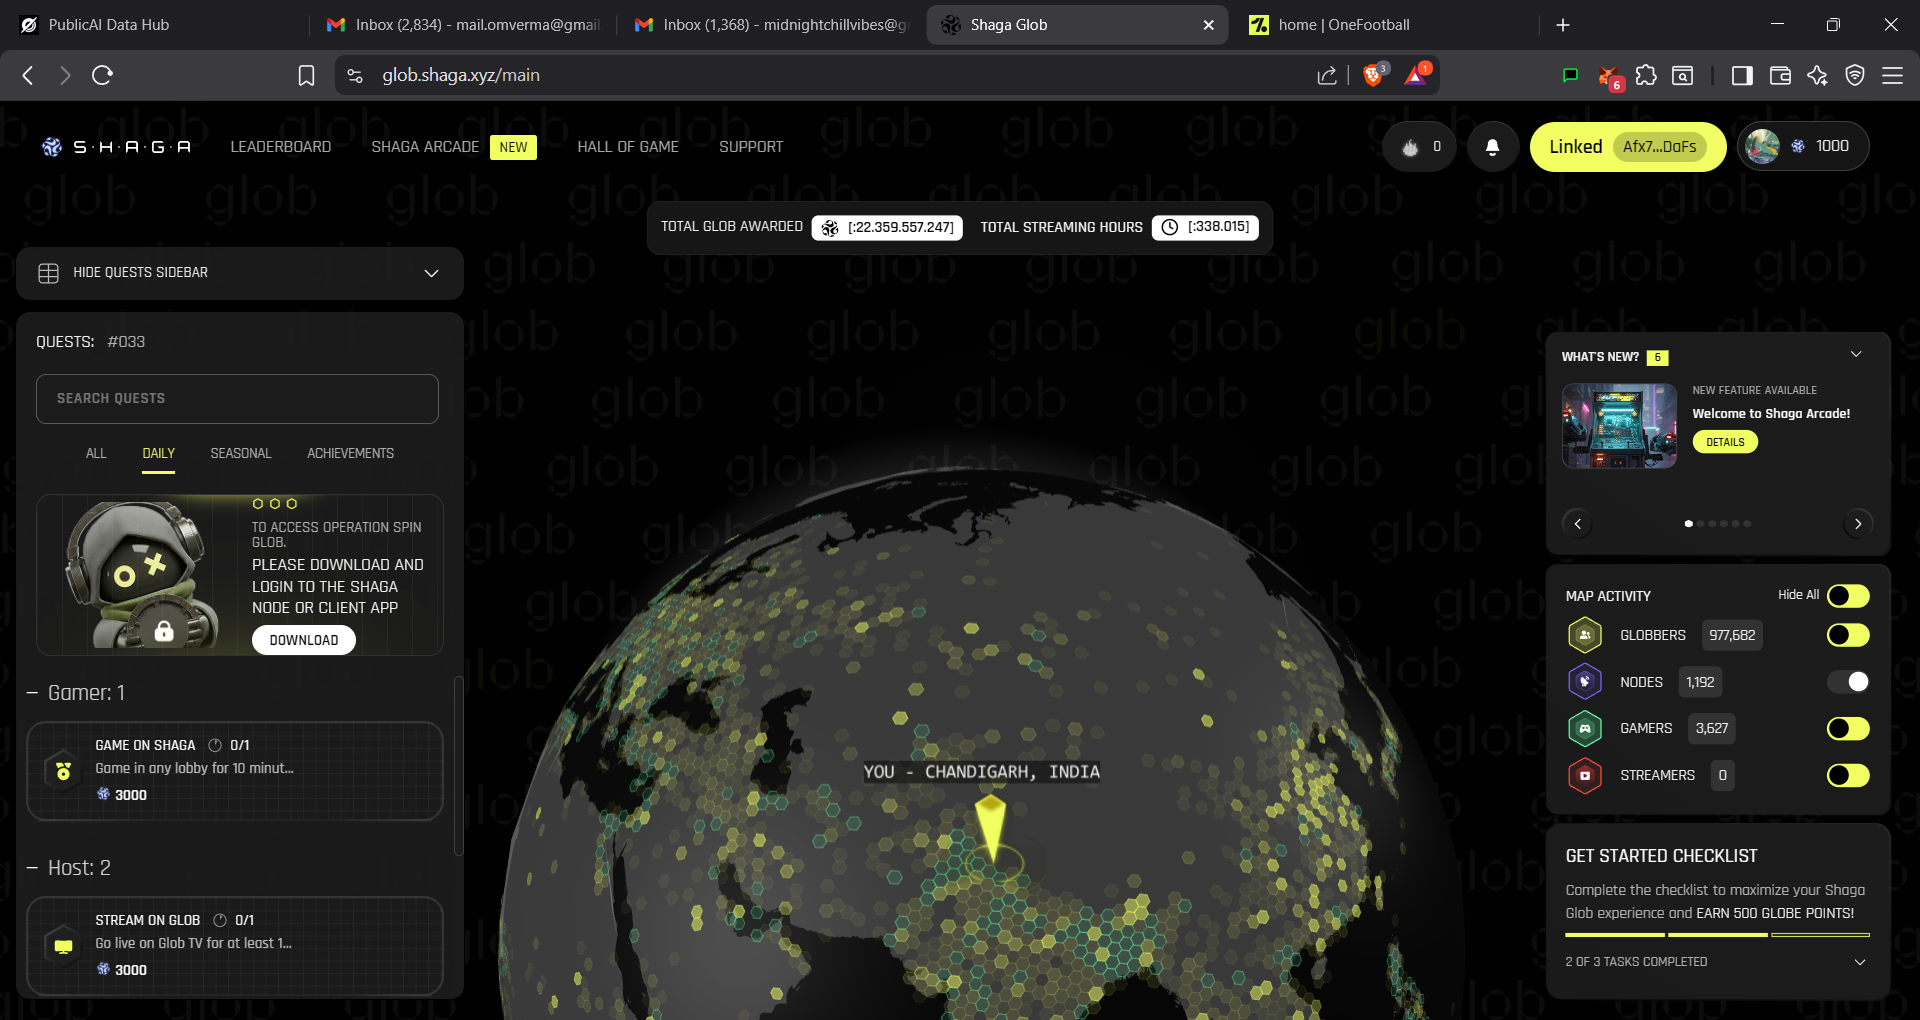 PublicAI Data Hub
Inbox (2,834) - mail.omverma@gmail.
Inbox (1,368) - midnightchillvibes@g
Shaga Glob
home | OneFootball
glob.shaga.xyz/main
3
1
6
S·H·A·G·A
LEADERBOARD
SHAGA ARCADE NEW
HALL OF GAME
SUPPORT
0
Linked Afx7...DaFs
1000
TOTAL GLOB AWARDED [:22.359.557.247] TOTAL STREAMING HOURS [:338.015]
HIDE QUESTS SIDEBAR
QUESTS: #033
SEARCH QUESTS
ALL DAILY SEASONAL ACHIEVEMENTS
TO ACCESS OPERATION SPIN
GLOB.
PLEASE DOWNLOAD AND
LOGIN TO THE SHAGA
NODE OR CLIENT APP
DOWNLOAD
– Gamer: 1
GAME ON SHAGA 0/1
Game in any lobby for 10 minut...
3000
– Host: 2
STREAM ON GLOB 0/1
Go live on Glob TV for at least 1...
3000
YOU - CHANDIGARH, INDIA
WHAT'S NEW? 6
NEW FEATURE AVAILABLE
Welcome to Shaga Arcade!
DETAILS
MAP ACTIVITY Hide All
GLOBBERS 977,682
NODES 1,192
GAMERS 3,627
STREAMERS 0
GET STARTED CHECKLIST
Complete the checklist to maximize your Shaga
Glob experience and EARN 500 GLOBE POINTS!
2 OF 3 TASKS COMPLETED